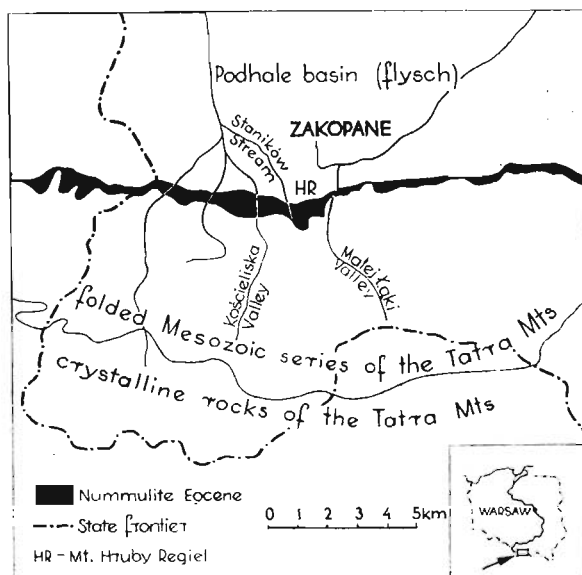 Podhale basin (flysch)
Staników
Stream
ZAKOPANE
HR
Kościeliska
Valley
Małej Łąki
Valley
folded Mesozoic series of the Tatra Mts
crystalline rocks of the Tatra Mts
Nummulite Eocene
State frontier
HR - Mt. Hruby Regiel
0 1 2 3 4 5km
WARSAW